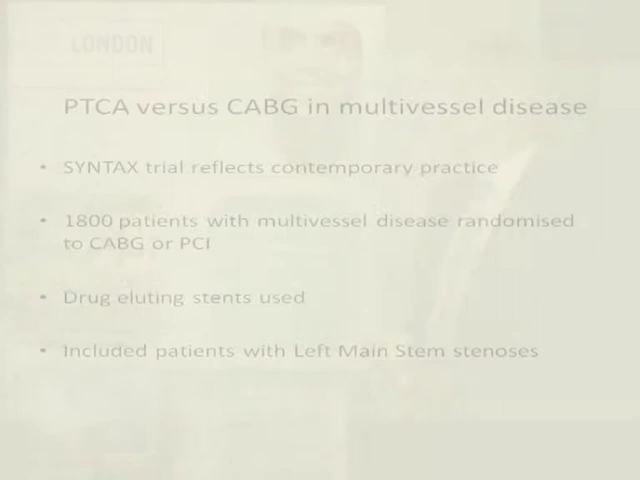 LONDON
PTCA versus CABG in multivessel disease
• SYNTAX trial reflects contemporary practice
• 1800 patients with multivessel disease randomised
to CABG or PCI
• Drug eluting stents used
• Included patients with Left Main Stem stenoses